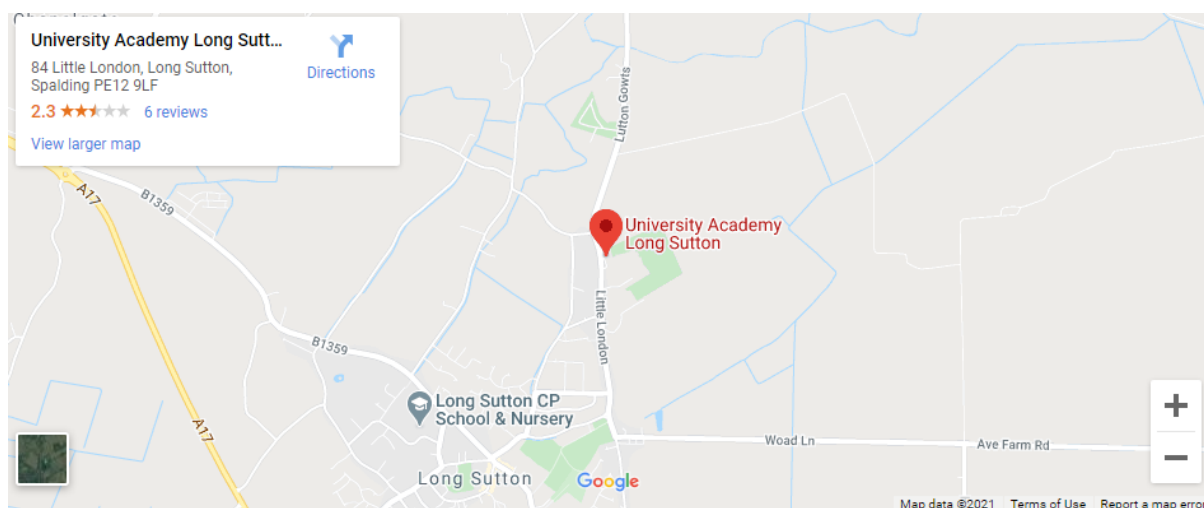 University Academy Long Sutt...
84 Little London, Long Sutton,
Spalding PE12 9LF
2.3
6 reviews
View larger map
Directions
Lutton Gowts
A17
B1359
University Academy
Long Sutton
Little London
B1359
Long Sutton CP
School & Nursery
A17
Woad Ln
Ave Farm Rd
Long Sutton
Google
+
−
Map data ©2021 Terms of Use Report a map error